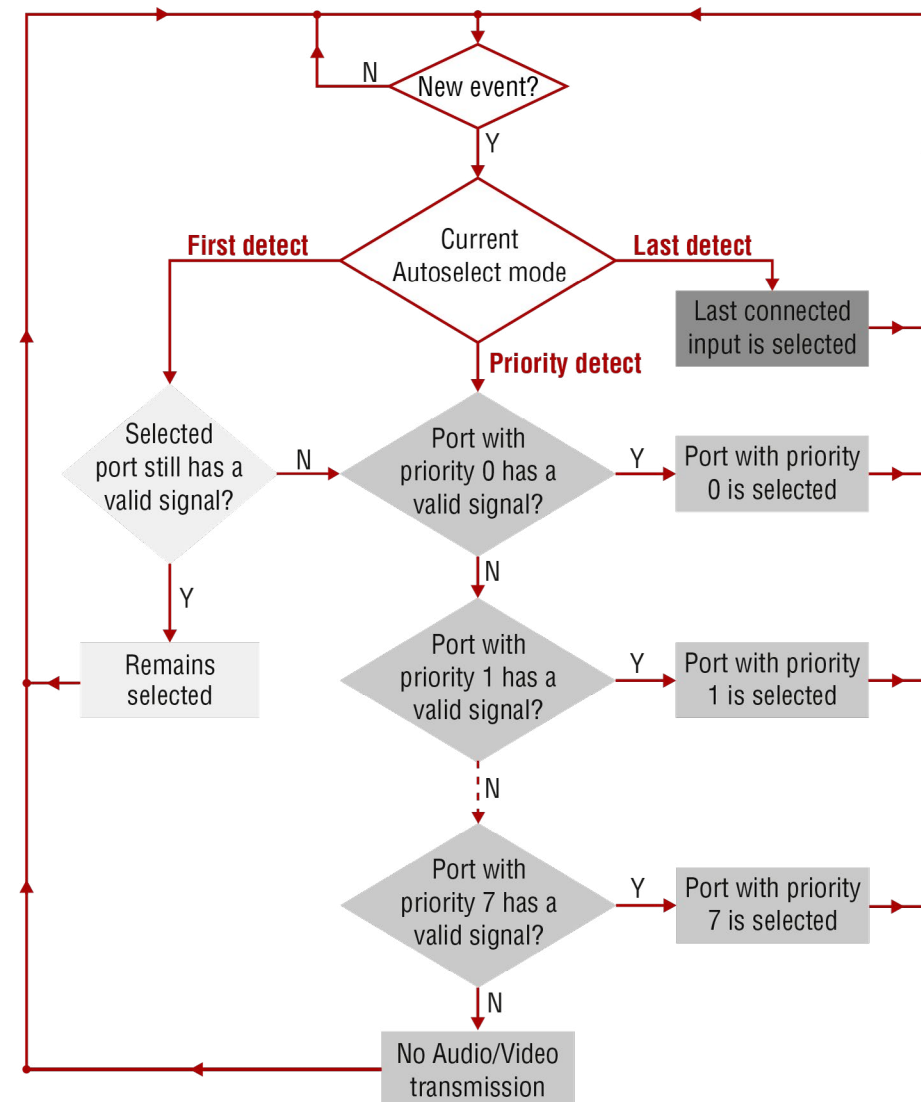 N
New event?
Y
First detect
Current
Autoselect mode
Last detect
Last connected
input is selected
Priority detect
Selected
port still has a
valid signal?
N
Port with
priority 0 has a
valid signal?
Y
Port with priority
0 is selected
Y
N
Remains
selected
Port with
priority 1 has a
valid signal?
Y
Port with priority
1 is selected
N
Port with
priority 7 has a
valid signal?
Y
Port with priority
7 is selected
N
No Audio/Video
transmission